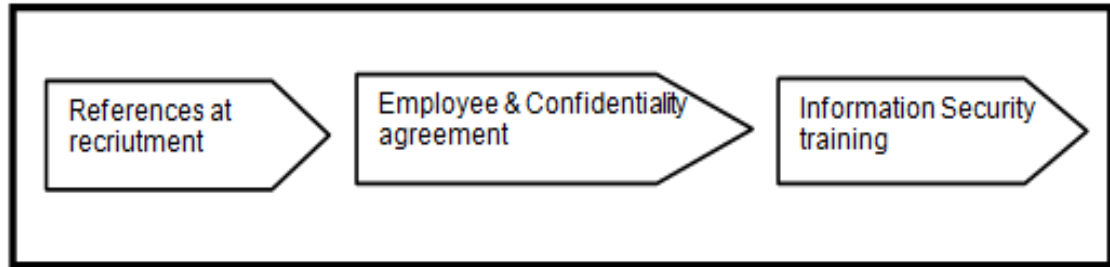 References at
recriutment
Employee & Confidentiality
agreement
Information Security
training